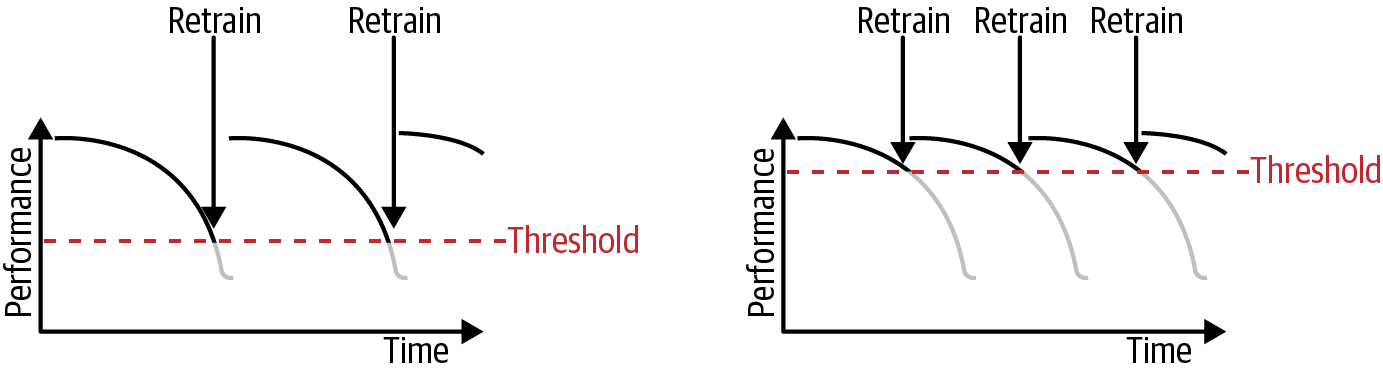 Retrain
Retrain
Performance
Threshold
Time
Retrain
Retrain
Retrain
Performance
Threshold
Time